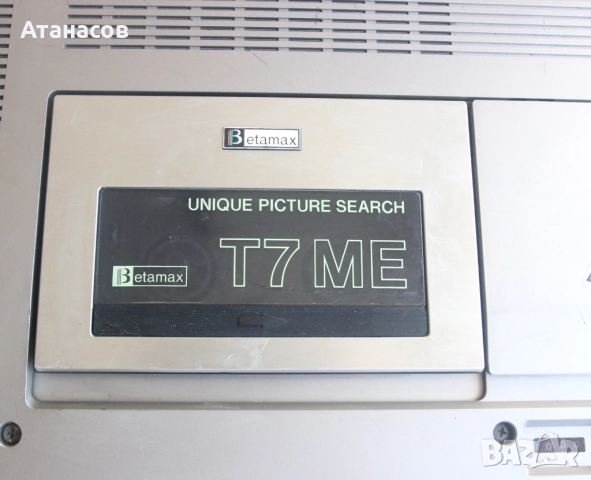 Атанасов
Betamax
UNIQUE PICTURE SEARCH
T7 ME
Betamax
BAZAR